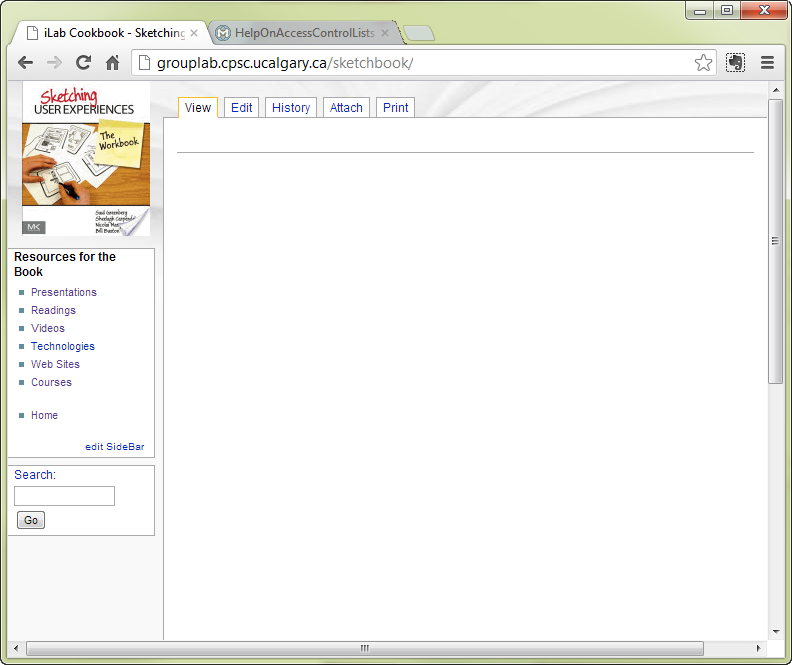 iLab Cookbook - Sketching
HelpOnAccessControlLists
grouplab.cpsc.ucalgary.ca/sketchbook/
Sketching
USER EXPERIENCES
The
Workbook
Saul Greenberg
Sheelagh Carpendale
Nicolai Mar
Bill Buxton
MK
View
Edit
History
Attach
Print
Resources for the
Book
Presentations
Readings
Videos
Technologies
Web Sites
Courses
Home
edit SideBar
Search:
Go